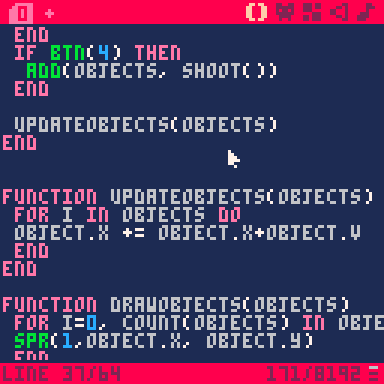 0 +
END
IF BTN(4) THEN
ADD(OBJECTS, SHOOT())
END
UPDATEOBJECTS(OBJECTS)
END
FUNCTION UPDATEOBJECTS(OBJECTS)
FOR I IN OBJECTS DO
OBJECT.X += OBJECT.X+OBJECT.V
END
END
FUNCTION DRAWOBJECTS(OBJECTS)
FOR I=0, COUNT(OBJECTS) IN OBJE
SPR(1,OBJECT.X, OBJECT.Y)
END
LINE 37/64 171/8192